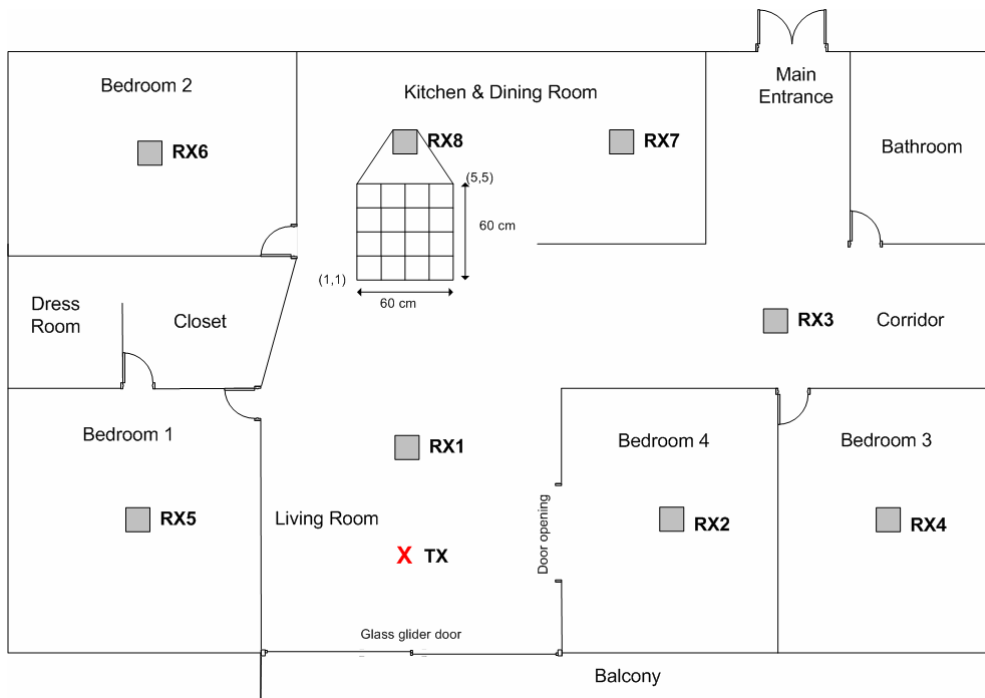 Bedroom 2
RX6
Kitchen & Dining Room
RX8
RX7
Main
Entrance
Bathroom
(5,5)
60 cm
(1,1)
60 cm
Dress
Room
Closet
RX3
Corridor
Bedroom 1
RX5
RX1
Living Room
X TX
Door opening
Bedroom 4
RX2
Bedroom 3
RX4
Glass glider door
Balcony